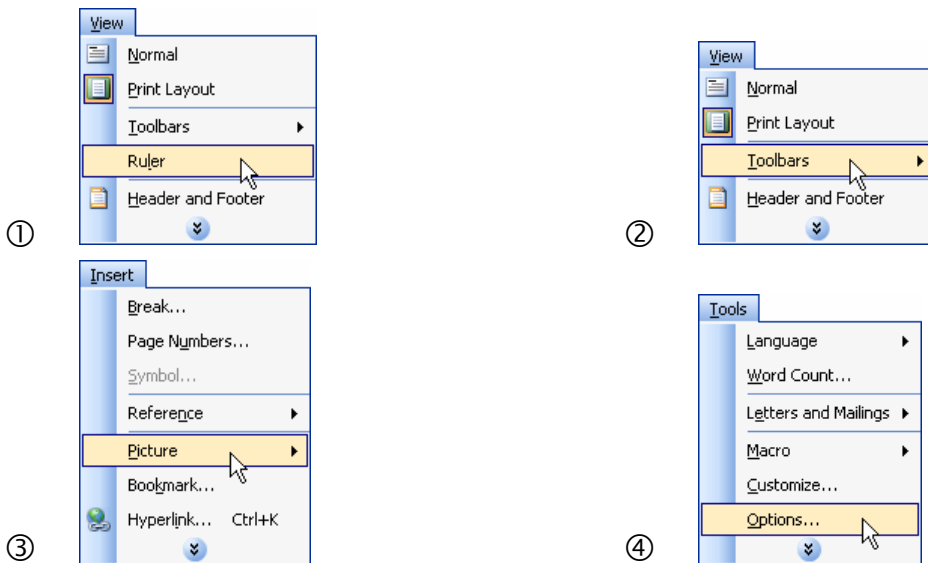 View
Normal
Print Layout
Toolbars
Ruler
Header and Footer
①
View
Normal
Print Layout
Toolbars
Header and Footer
②
Insert
Break...
Page Numbers...
Symbol...
Reference
Picture
Bookmark...
Hyperlink... Ctrl+K
③
Tools
Language
Word Count...
Letters and Mailings
Macro
Customize...
Options...
④